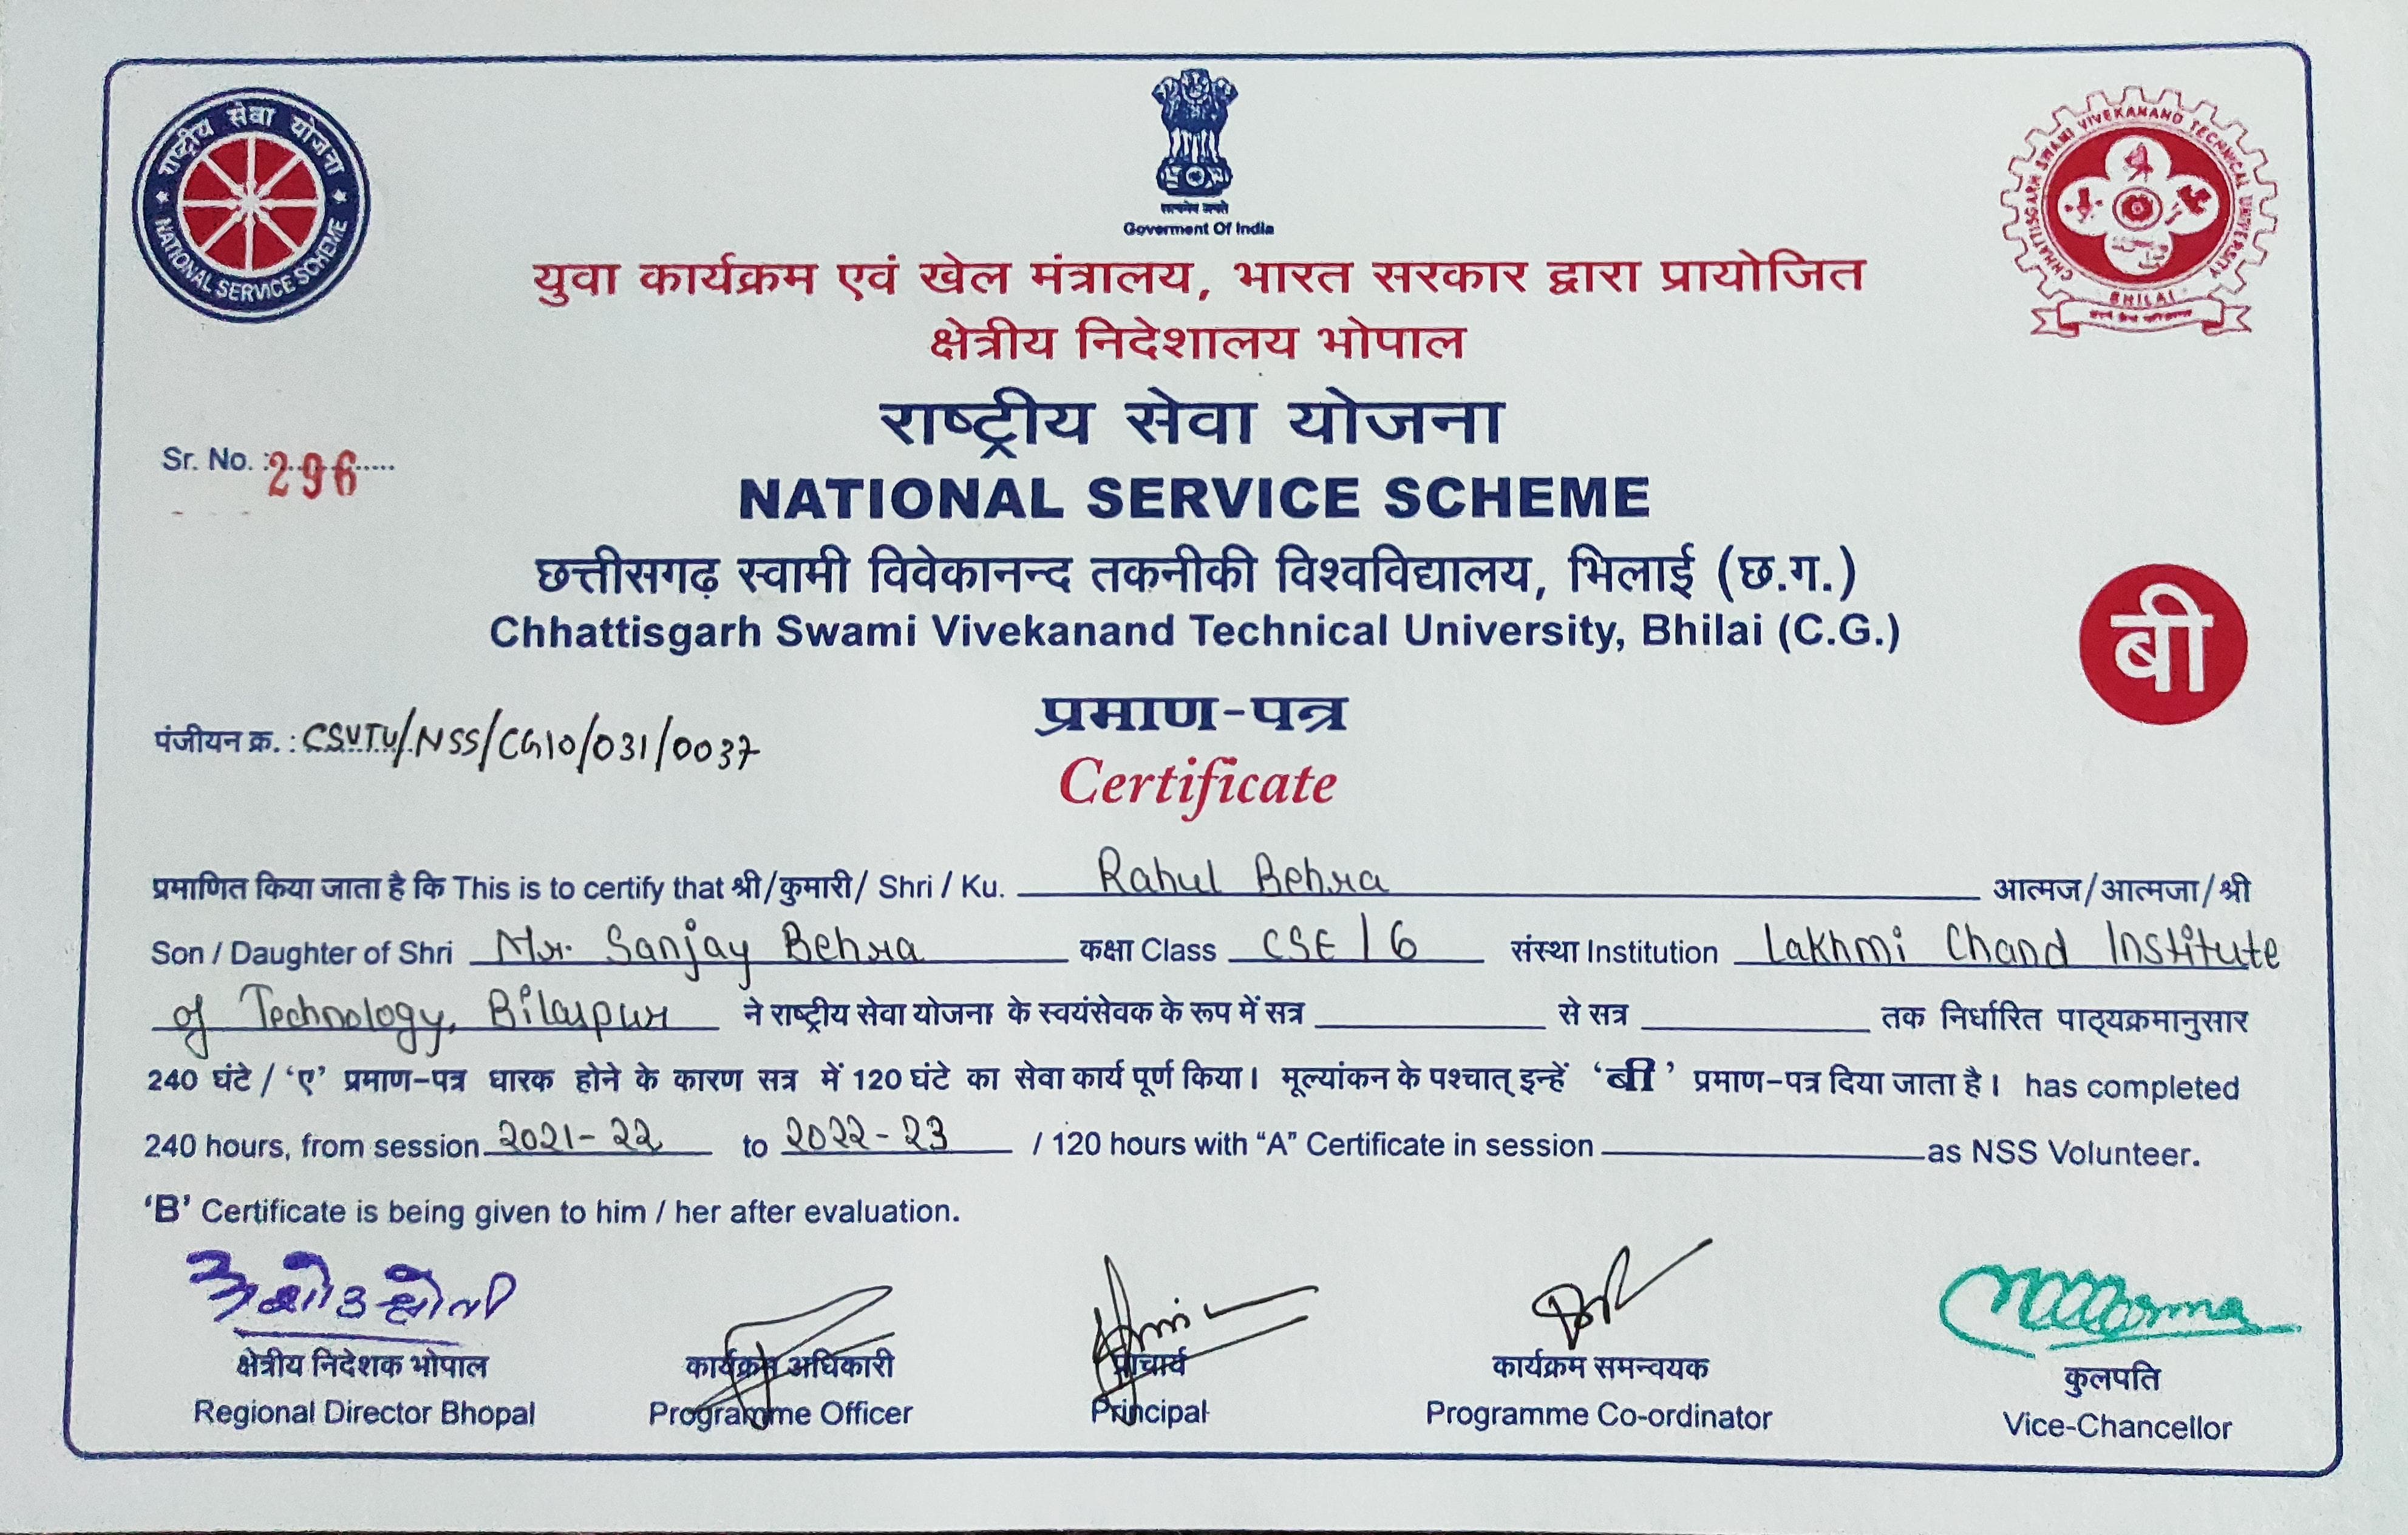 राष्ट्रीय सेवा योजना
NATIONAL SERVICE SCHEME
सत्यमेव जयते
Goverment Of India
CHHATTISGARH SWAMI VIVEKANAND TECHNICAL UNIVERSITY
BHILAI
युवा कार्यक्रम एवं खेल मंत्रालय, भारत सरकार द्वारा प्रायोजित
क्षेत्रीय निदेशालय भोपाल
राष्ट्रीय सेवा योजना
Sr. No. : 296
NATIONAL SERVICE SCHEME
छत्तीसगढ़ स्वामी विवेकानन्द तकनीकी विश्वविद्यालय, भिलाई (छ.ग.)
Chhattisgarh Swami Vivekanand Technical University, Bhilai (C.G.)
बी
प्रमाण-पत्र
पंजीयन क्र. : CSVTU/NSS/CG10/031/0037
Certificate
प्रमाणित किया जाता है कि This is to certify that श्री/कुमारी/ Shri / Ku. Rahul Behra आत्मज/आत्मजा/श्री
Son / Daughter of Shri Mr. Sanjay Behra कक्षा Class CSE / 6 संस्था Institution Lakhmi Chand Institute
of Technology, Bilaspur ने राष्ट्रीय सेवा योजना के स्वयंसेवक के रूप में सत्र से सत्र तक निर्धारित पाठ्यक्रमानुसार
240 घंटे / ‘ए’ प्रमाण-पत्र धारक होने के कारण सत्र में 120 घंटे का सेवा कार्य पूर्ण किया। मूल्यांकन के पश्चात् इन्हें ‘बी’ प्रमाण-पत्र दिया जाता है। has completed
240 hours, from session 2021-22 to 2022-23 / 120 hours with “A” Certificate in session as NSS Volunteer.
‘B’ Certificate is being given to him / her after evaluation.
क्षेत्रीय निदेशक भोपाल कार्यक्रम अधिकारी प्राचार्य कार्यक्रम समन्वयक कुलपति
Regional Director Bhopal Programme Officer Principal Programme Co-ordinator Vice-Chancellor